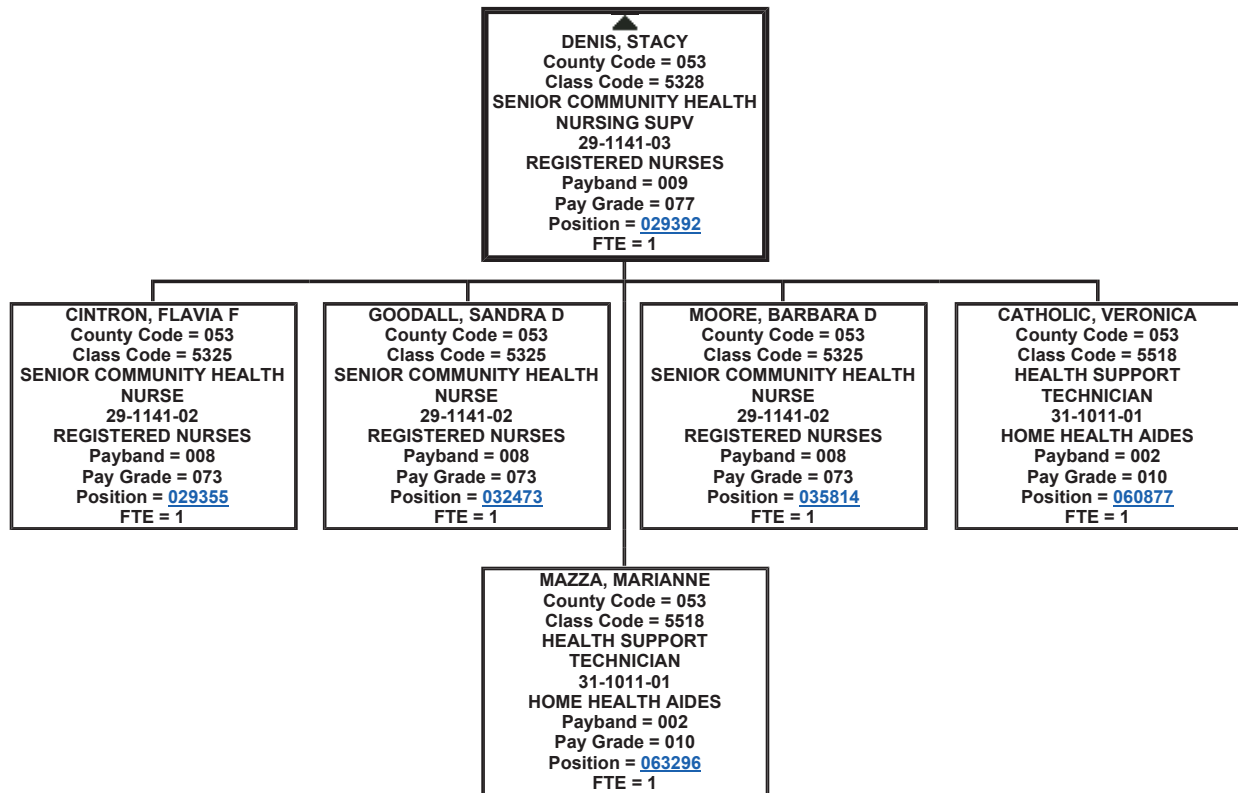 DENIS, STACY
County Code = 053
Class Code = 5328
SENIOR COMMUNITY HEALTH
NURSING SUPV
29-1141-03
REGISTERED NURSES
Payband = 009
Pay Grade = 077
Position = 029392
FTE = 1
CINTRON, FLAVIA F
County Code = 053
Class Code = 5325
SENIOR COMMUNITY HEALTH
NURSE
29-1141-02
REGISTERED NURSES
Payband = 008
Pay Grade = 073
Position = 029355
FTE = 1
GOODALL, SANDRA D
County Code = 053
Class Code = 5325
SENIOR COMMUNITY HEALTH
NURSE
29-1141-02
REGISTERED NURSES
Payband = 008
Pay Grade = 073
Position = 032473
FTE = 1
MOORE, BARBARA D
County Code = 053
Class Code = 5325
SENIOR COMMUNITY HEALTH
NURSE
29-1141-02
REGISTERED NURSES
Payband = 008
Pay Grade = 073
Position = 035814
FTE = 1
CATHOLIC, VERONICA
County Code = 053
Class Code = 5518
HEALTH SUPPORT
TECHNICIAN
31-1011-01
HOME HEALTH AIDES
Payband = 002
Pay Grade = 010
Position = 060877
FTE = 1
MAZZA, MARIANNE
County Code = 053
Class Code = 5518
HEALTH SUPPORT
TECHNICIAN
31-1011-01
HOME HEALTH AIDES
Payband = 002
Pay Grade = 010
Position = 063296
FTE = 1